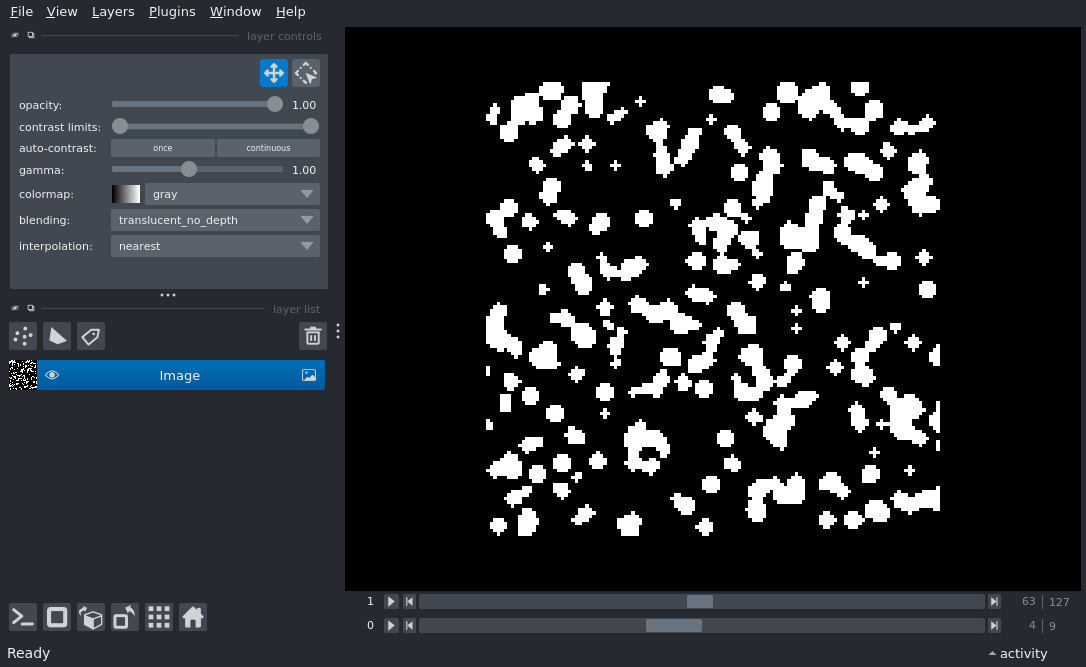 File View Layers Plugins Window Help
layer controls
opacity: 1.00
contrast limits:
auto-contrast: once continuous
gamma: 1.00
colormap: gray
blending: translucent_no_depth
interpolation: nearest
layer list
Image
1 63 127
0 4 9
Ready activity